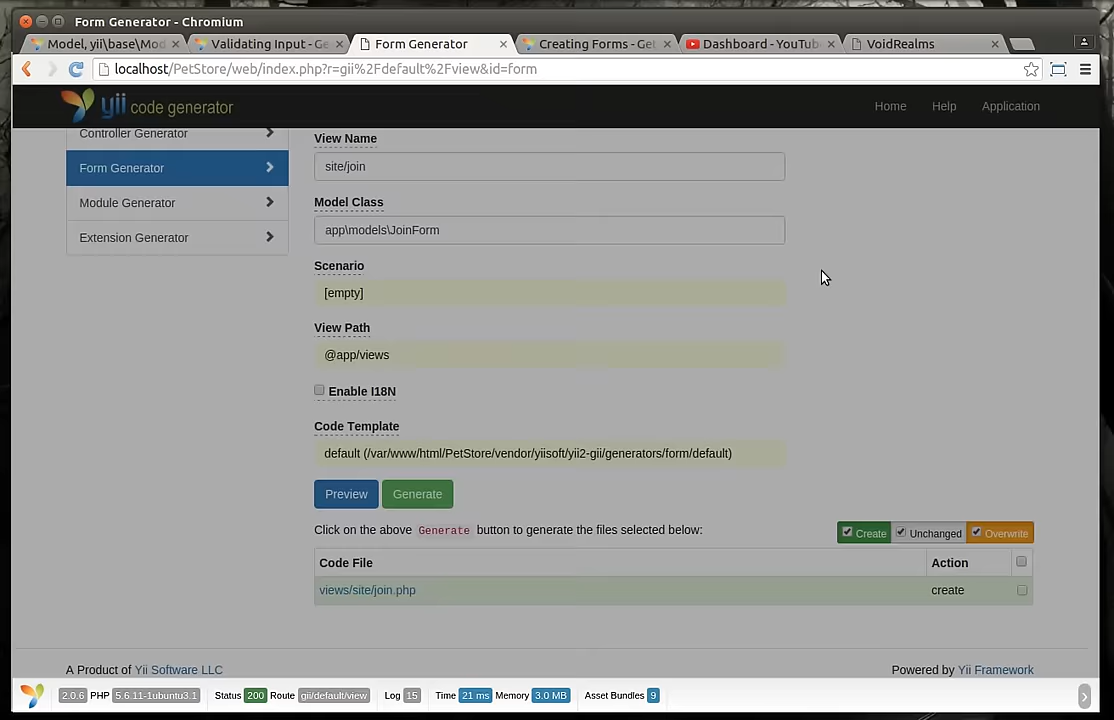 Form Generator - Chromium
Model, yii\base\Mod
Validating Input - Ge
Form Generator
Creating Forms - Get
Dashboard - YouTub
VoidRealms
localhost/PetStore/web/index.php?r=gii%2Fdefault%2Fview&id=form
yii code generator
Home Help Application
Controller Generator
Form Generator
Module Generator
Extension Generator
View Name
site/join
Model Class
app\models\JoinForm
Scenario
[empty]
View Path
@app/views
Enable I18N
Code Template
default (/var/www/html/PetStore/vendor/yiisoft/yii2-gii/generators/form/default)
Preview Generate
Click on the above Generate button to generate the files selected below:
Create Unchanged Overwrite
Code File Action
views/site/join.php create
A Product of Yii Software LLC
Powered by Yii Framework
2.0.6 PHP 5.6.11-1ubuntu3.1 Status 200 Route gii/default/view Log 15 Time 21 ms Memory 3.0 MB Asset Bundles 9